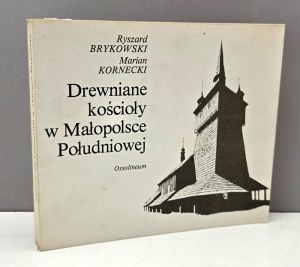 Ryszard
BRYKOWSKI
Marian
KORNECKI
Drewniane
kościoły
w Małopolsce
Południowej
Ossolineum